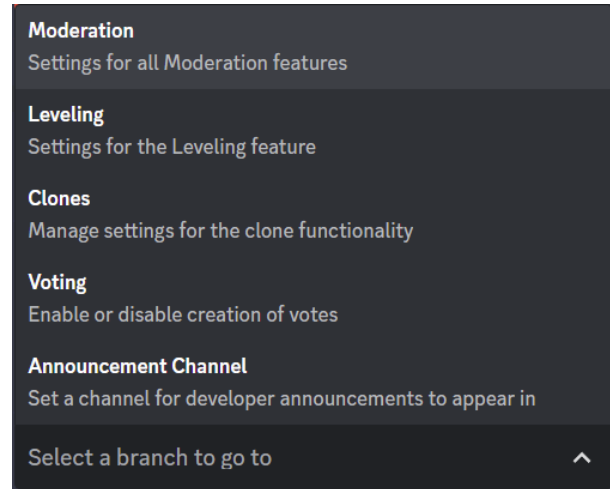 Moderation
Settings for all Moderation features
Leveling
Settings for the Leveling feature
Clones
Manage settings for the clone functionality
Voting
Enable or disable creation of votes
Announcement Channel
Set a channel for developer announcements to appear in
Select a branch to go to